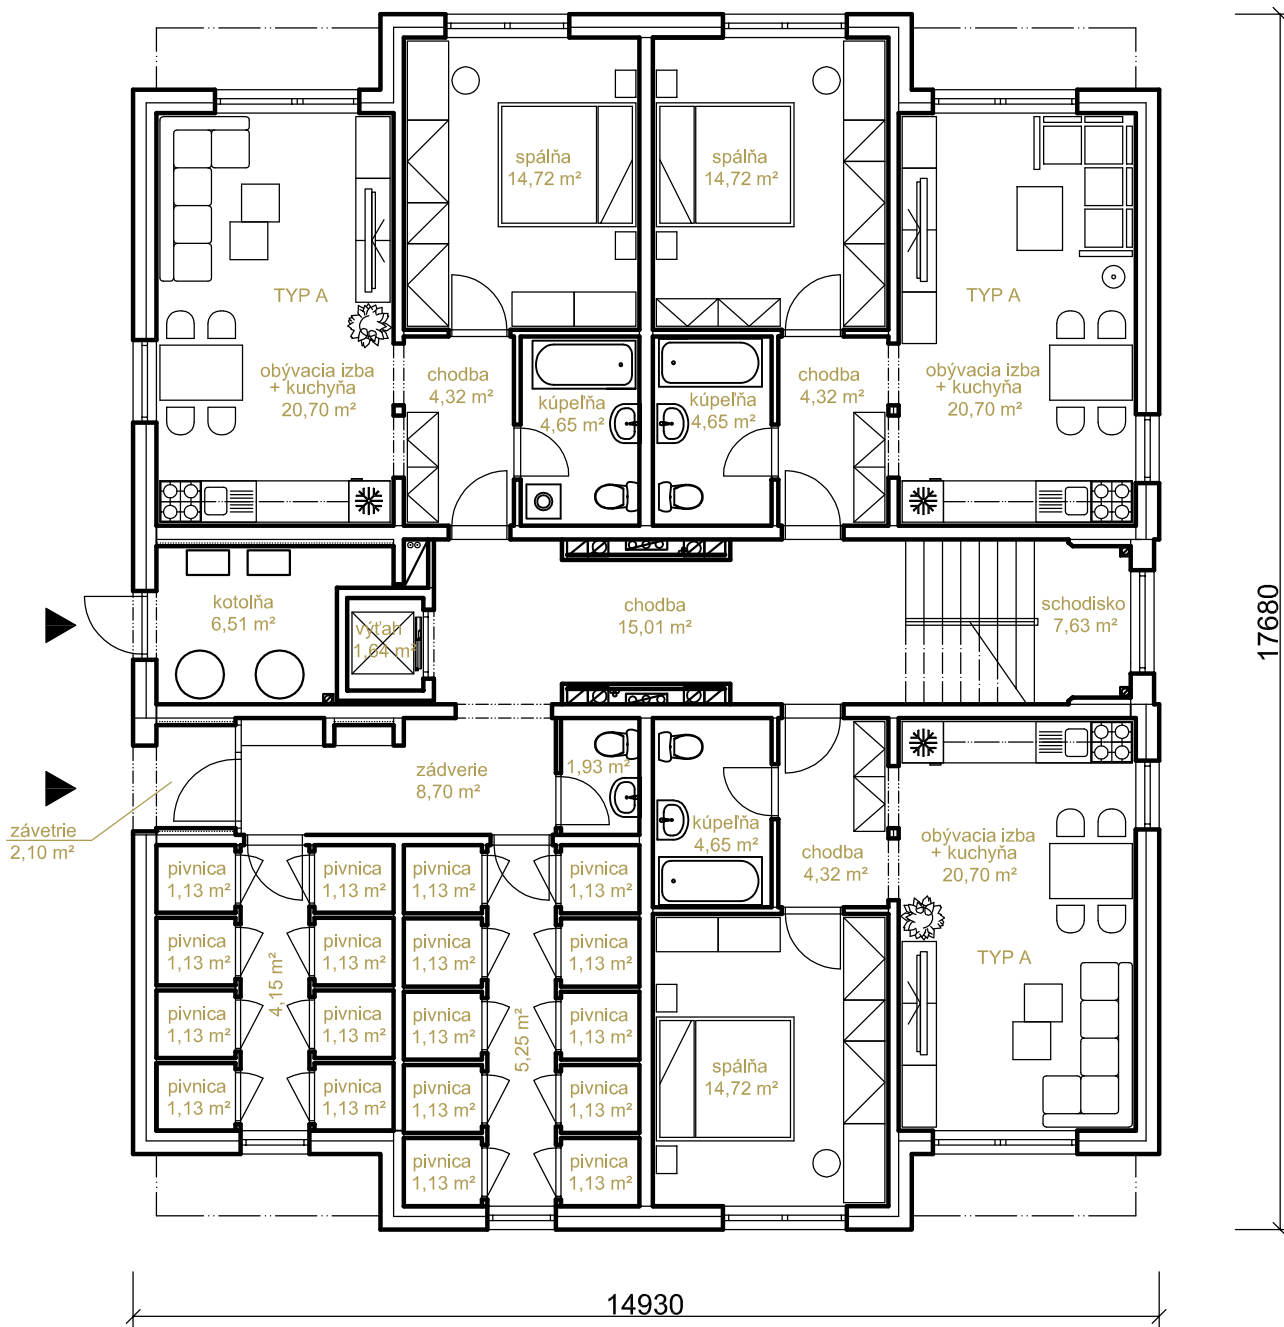 spálňa
14,72 m²
spálňa
14,72 m²
TYP A
TYP A
obývacia izba
+ kuchyňa
20,70 m²
chodba
4,32 m²
kúpeľňa
4,65 m²
kúpeľňa
4,65 m²
chodba
4,32 m²
obývacia izba
+ kuchyňa
20,70 m²
kotolňa
6,51 m²
výťah
1,64 m²
chodba
15,01 m²
schodisko
7,63 m²
17680
zádverie
8,70 m²
1,93 m²
závetrie
2,10 m²
kúpeľňa
4,65 m²
chodba
4,32 m²
obývacia izba
+ kuchyňa
20,70 m²
TYP A
pivnica
1,13 m²
pivnica
1,13 m²
pivnica
1,13 m²
pivnica
1,13 m²
pivnica
1,13 m²
pivnica
1,13 m²
pivnica
1,13 m²
pivnica
1,13 m²
4,15 m²
5,25 m²
pivnica
1,13 m²
pivnica
1,13 m²
pivnica
1,13 m²
pivnica
1,13 m²
pivnica
1,13 m²
pivnica
1,13 m²
pivnica
1,13 m²
pivnica
1,13 m²
pivnica
1,13 m²
pivnica
1,13 m²
spálňa
14,72 m²
14930